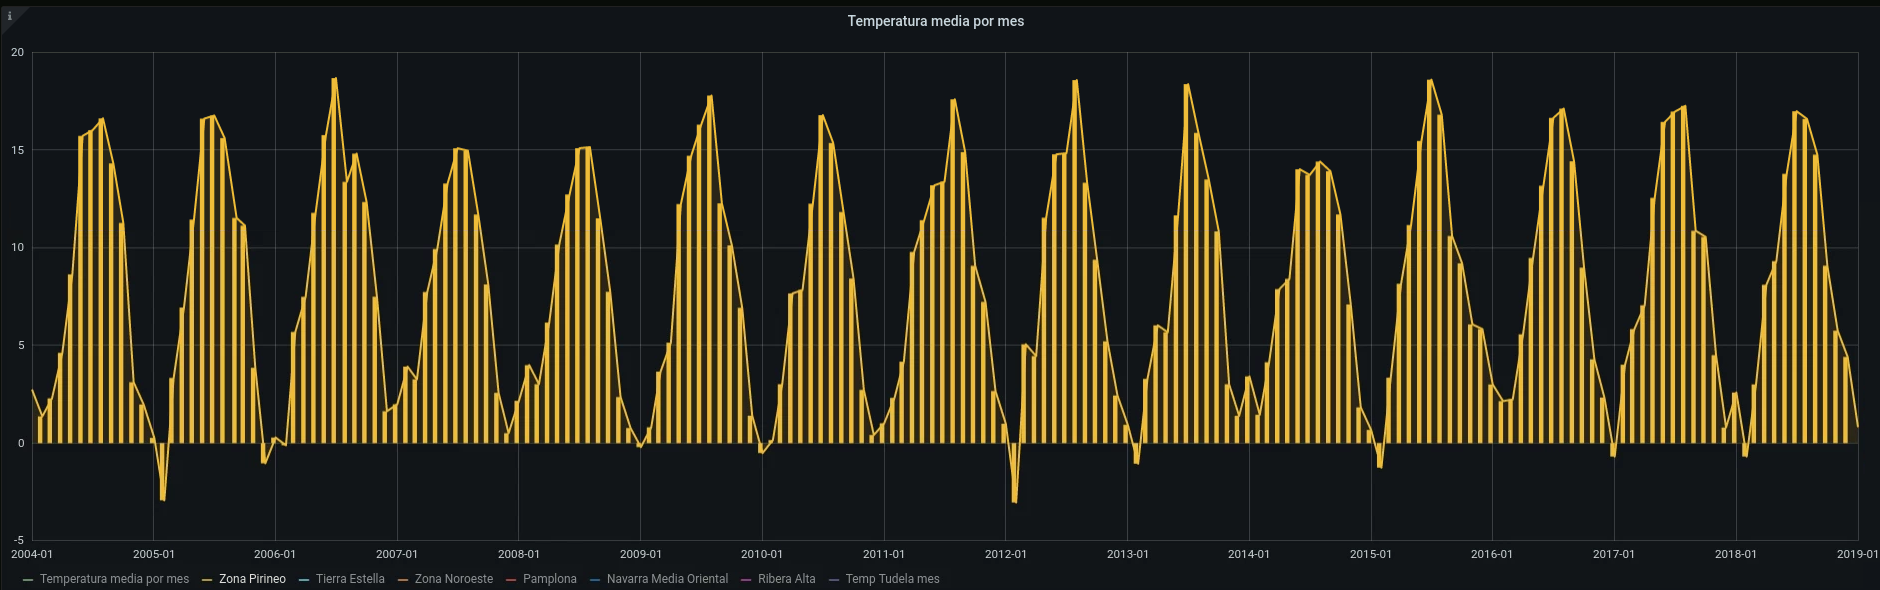 i
Temperatura media por mes
20
15
10
5
0
-5
2004-01 2005-01 2006-01 2007-01 2008-01 2009-01 2010-01 2011-01 2012-01 2013-01 2014-01 2015-01 2016-01 2017-01 2018-01 2019-01
Temperatura media por mes Zona Pirineo Tierra Estella Zona Noroeste Pamplona Navarra Media Oriental Ribera Alta Temp Tudela mes